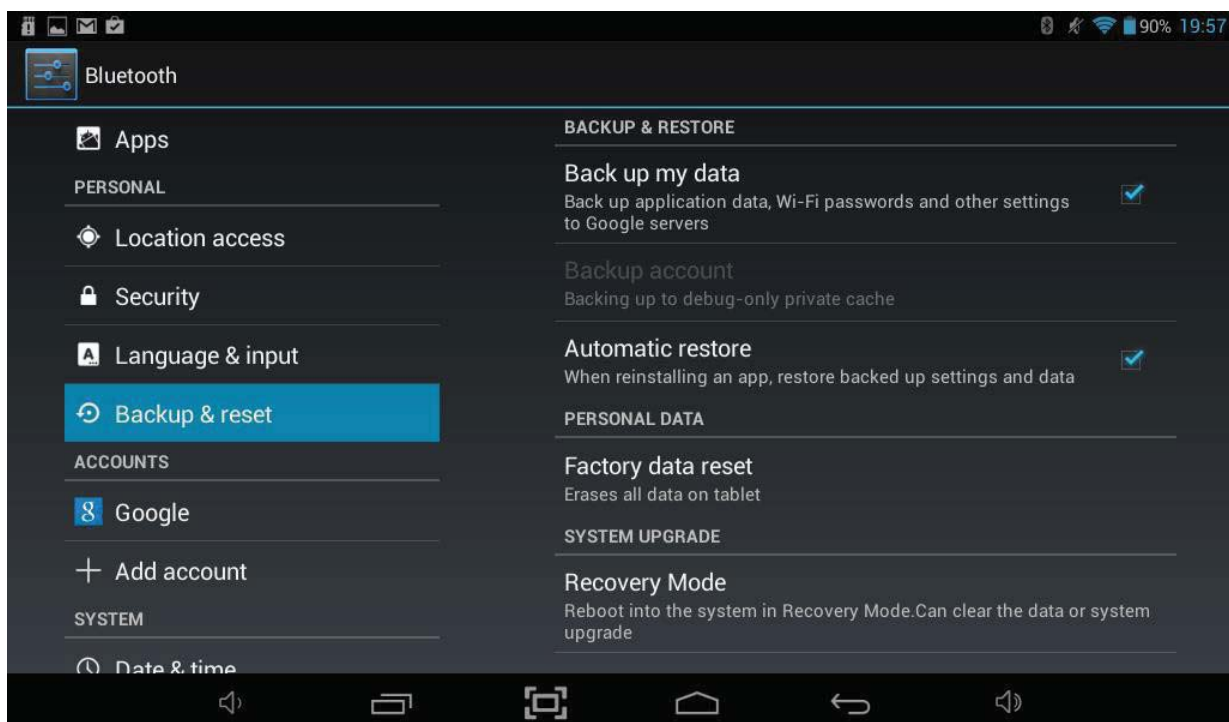 90% 19:57
Bluetooth
Apps
PERSONAL
Location access
Security
Language & input
Backup & reset
ACCOUNTS
Google
Add account
SYSTEM
Date & time
BACKUP & RESTORE
Back up my data
Back up application data, Wi-Fi passwords and other settings
to Google servers
Backup account
Backing up to debug-only private cache
Automatic restore
When reinstalling an app, restore backed up settings and data
PERSONAL DATA
Factory data reset
Erases all data on tablet
SYSTEM UPGRADE
Recovery Mode
Reboot into the system in Recovery Mode.Can clear the data or system
upgrade